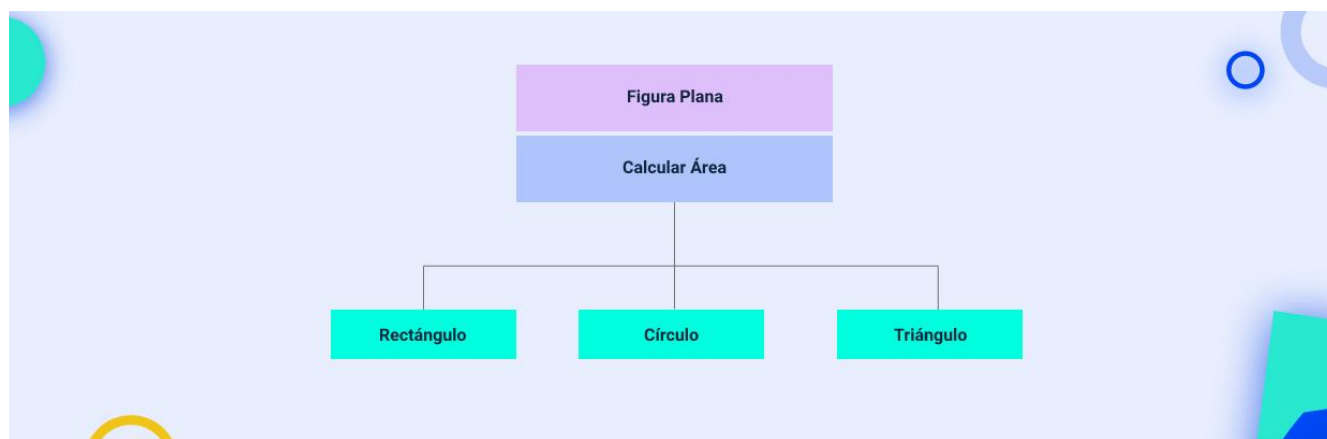 Figura Plana
Calcular Área
Rectángulo
Círculo
Triángulo